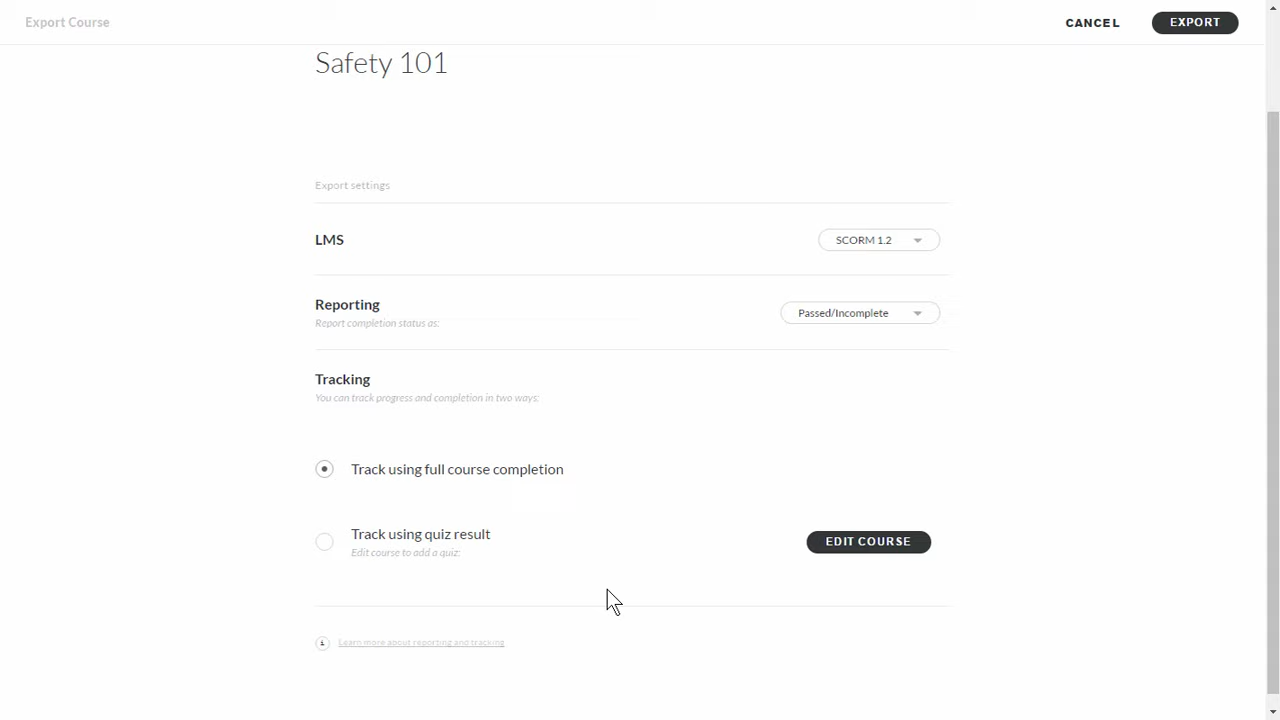 Export Course
CANCEL
EXPORT
Safety 101
Export settings
LMS
SCORM 1.2
Reporting
Report completion status as:
Passed/Incomplete
Tracking
You can track progress and completion in two ways:
Track using full course completion
Track using quiz result
Edit course to add a quiz:
EDIT COURSE
Learn more about reporting and tracking